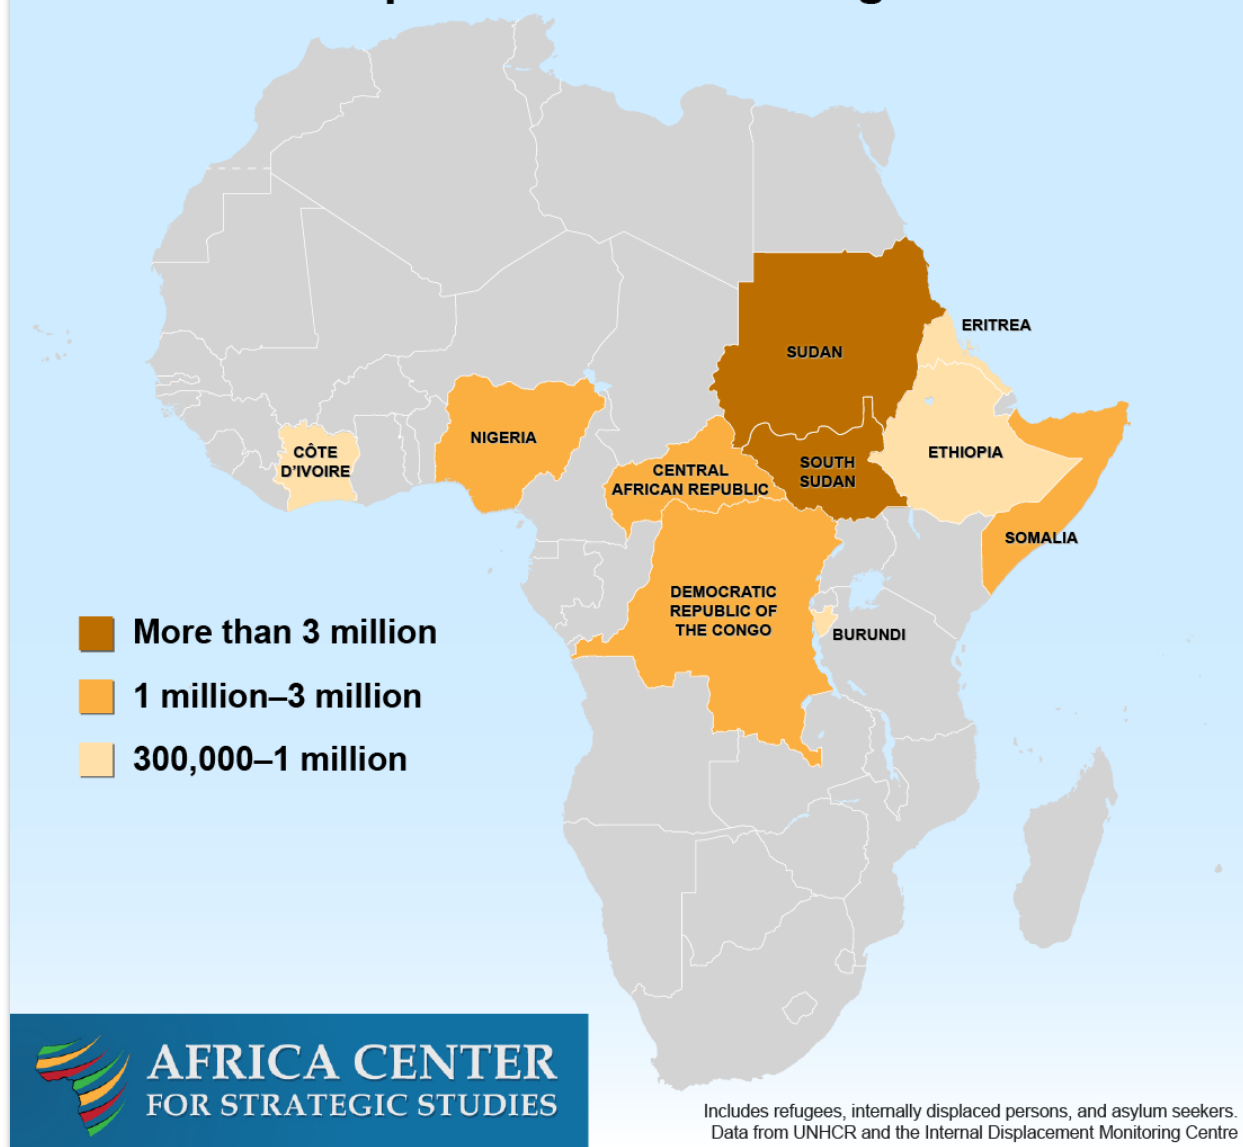 ERITREA
SUDAN
NIGERIA
CÔTE
D'IVOIRE
CENTRAL
AFRICAN REPUBLIC
SOUTH
SUDAN
ETHIOPIA
SOMALIA
DEMOCRATIC
REPUBLIC OF
THE CONGO
BURUNDI
More than 3 million
1 million–3 million
300,000–1 million
AFRICA CENTER
FOR STRATEGIC STUDIES
Includes refugees, internally displaced persons, and asylum seekers.
Data from UNHCR and the Internal Displacement Monitoring Centre